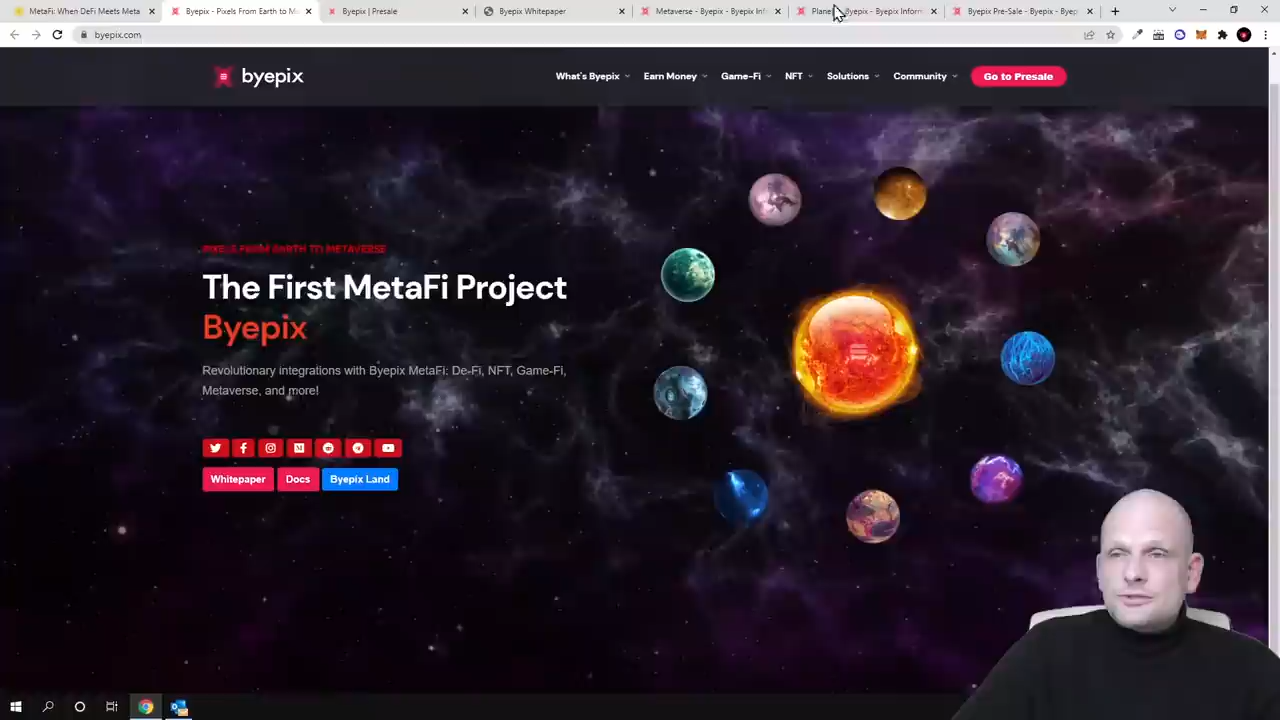 MetaFi: When DeFi Meets Meta
Byepix - Pixels From Earth to M
Byepix | Presale
Byepix Whitepaper
Metaverse - Byepix - Byepix Inf
Byepix - Byepix Inform
Byepix Pre-Sale - Byepix - Byep
byepix.com
byepix
What's Byepix
Earn Money
Game-Fi
NFT
Solutions
Community
Go to Presale
PIXELS FROM EARTH TO METAVERSE
The First MetaFi Project
Byepix
Revolutionary integrations with Byepix MetaFi: De-Fi, NFT, Game-Fi,
Metaverse, and more!
Whitepaper
Docs
Byepix Land